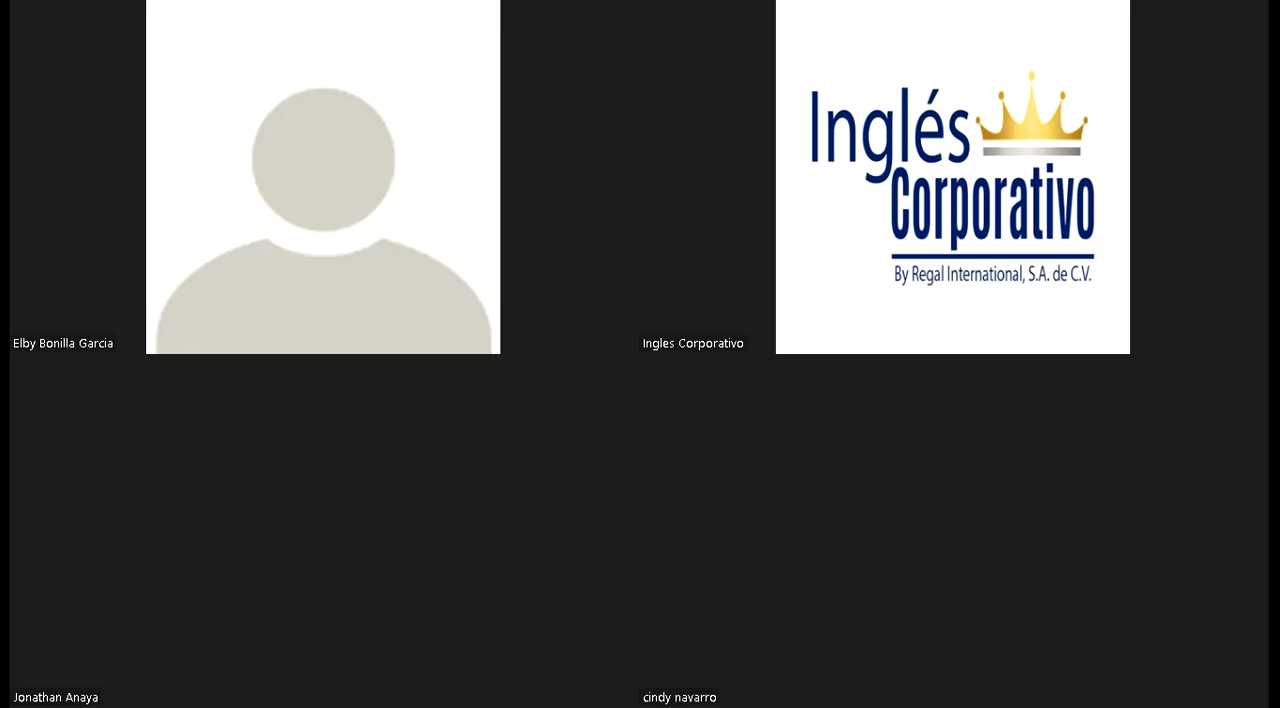 Inglés
Corporativo
By Regal International, S.A. de C.V.
Elby Bonilla Garcia
Ingles Corporativo
Jonathan Anaya
cindy navarro